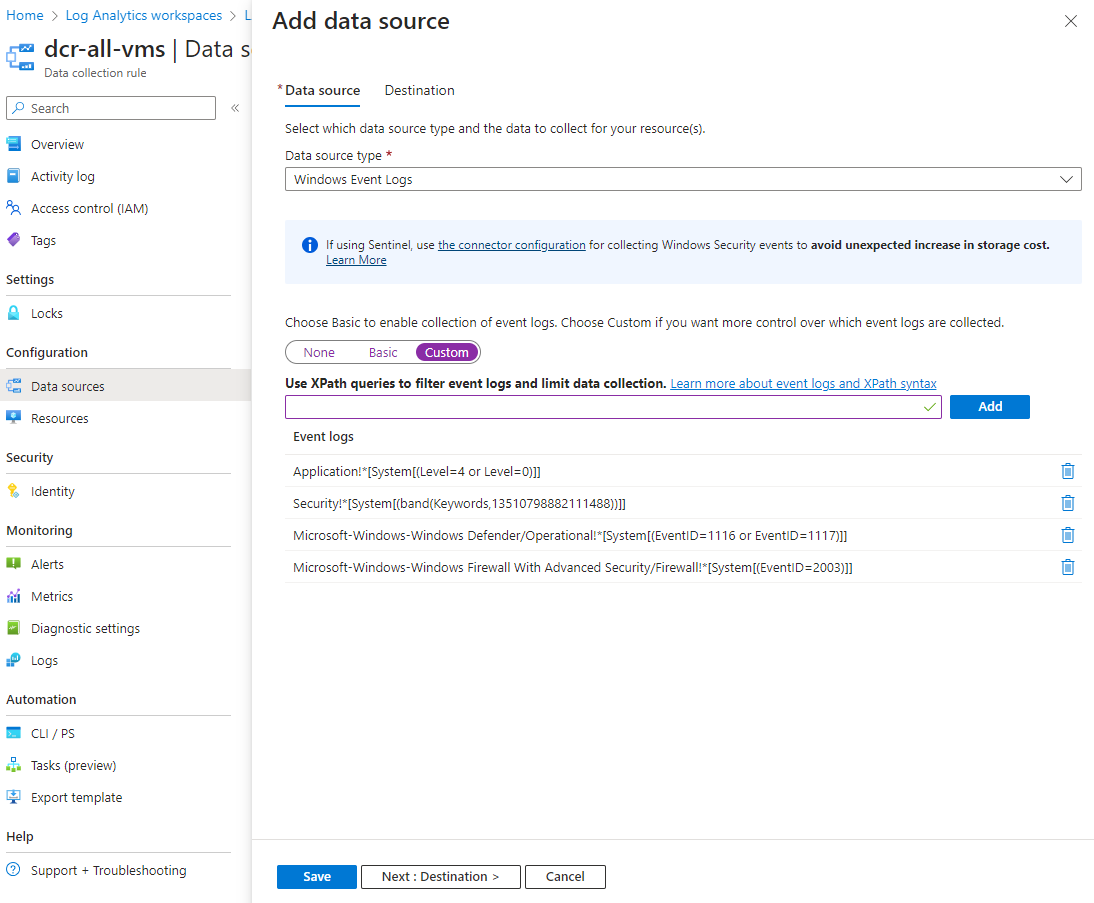 Home > Log Analytics workspaces > L
dcr-all-vms | Data s
Data collection rule
Search «
Overview
Activity log
Access control (IAM)
Tags
Settings
Locks
Configuration
Data sources
Resources
Security
Identity
Monitoring
Alerts
Metrics
Diagnostic settings
Logs
Automation
CLI / PS
Tasks (preview)
Export template
Help
Support + Troubleshooting
Add data source
* Data source Destination
Select which data source type and the data to collect for your resource(s).
Data source type *
Windows Event Logs
If using Sentinel, use the connector configuration for collecting Windows Security events to avoid unexpected increase in storage cost.
Learn More
Choose Basic to enable collection of event logs. Choose Custom if you want more control over which event logs are collected.
None Basic Custom
Use XPath queries to filter event logs and limit data collection. Learn more about event logs and XPath syntax
Add
Event logs
Application!*[System[(Level=4 or Level=0)]]
Security!*[System[(band(Keywords,13510798882111488))]]
Microsoft-Windows-Windows Defender/Operational!*[System[(EventID=1116 or EventID=1117)]]
Microsoft-Windows-Windows Firewall With Advanced Security/Firewall!*[System[(EventID=2003)]]
Save Next : Destination > Cancel